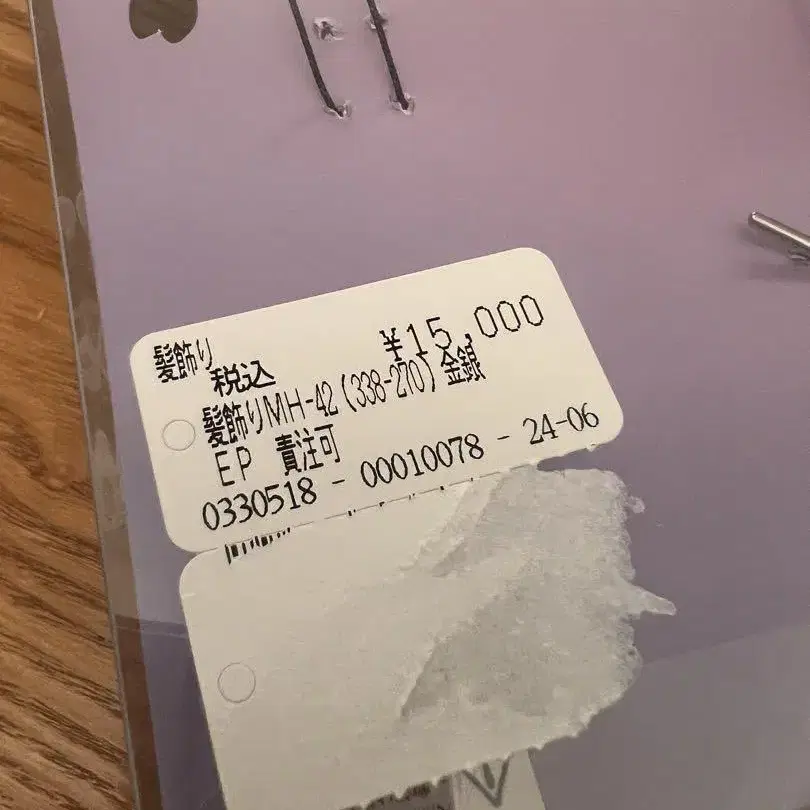 髪飾り
税込 ¥15,000
髪飾りMH-42(338-270)金銀
EP 責注可
0330518 - 00010078 - 24-06